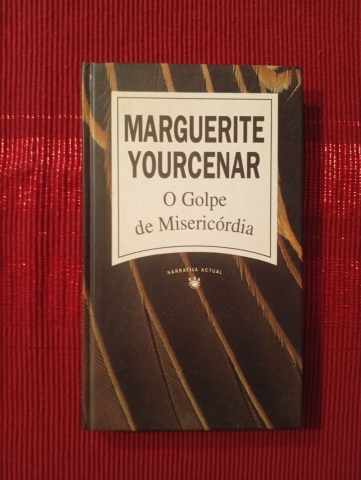 MARGUERITE
YOURCENAR
O Golpe
de Misericórdia
NARRATIVA ACTUAL